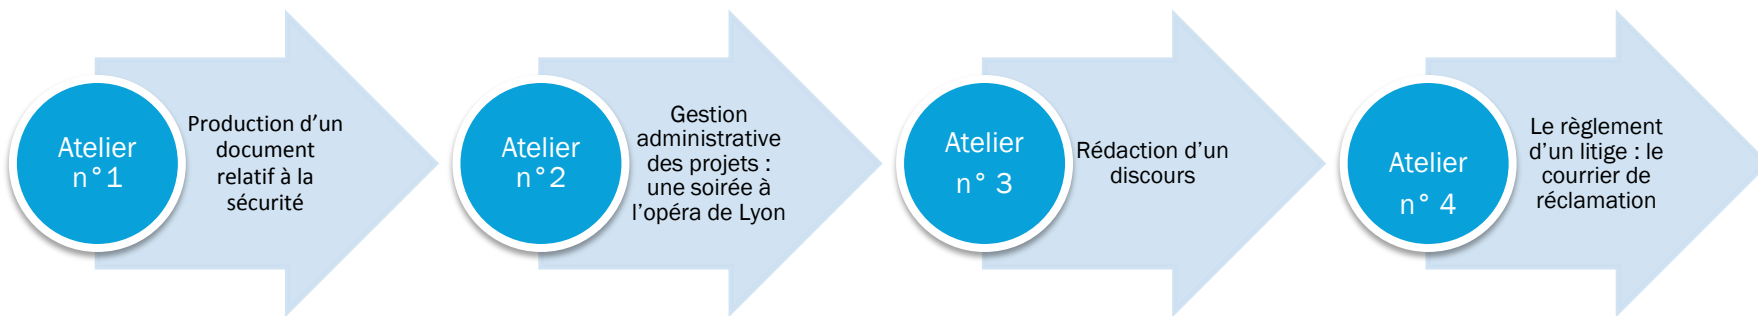 Atelier
n°1
Production d’un
document
relatif à la
sécurité
Atelier
n°2
Gestion
administrative
des projets :
une soirée à
l’opéra de Lyon
Atelier
n° 3
Rédaction d’un
discours
Atelier
n° 4
Le règlement
d’un litige : le
courrier de
réclamation